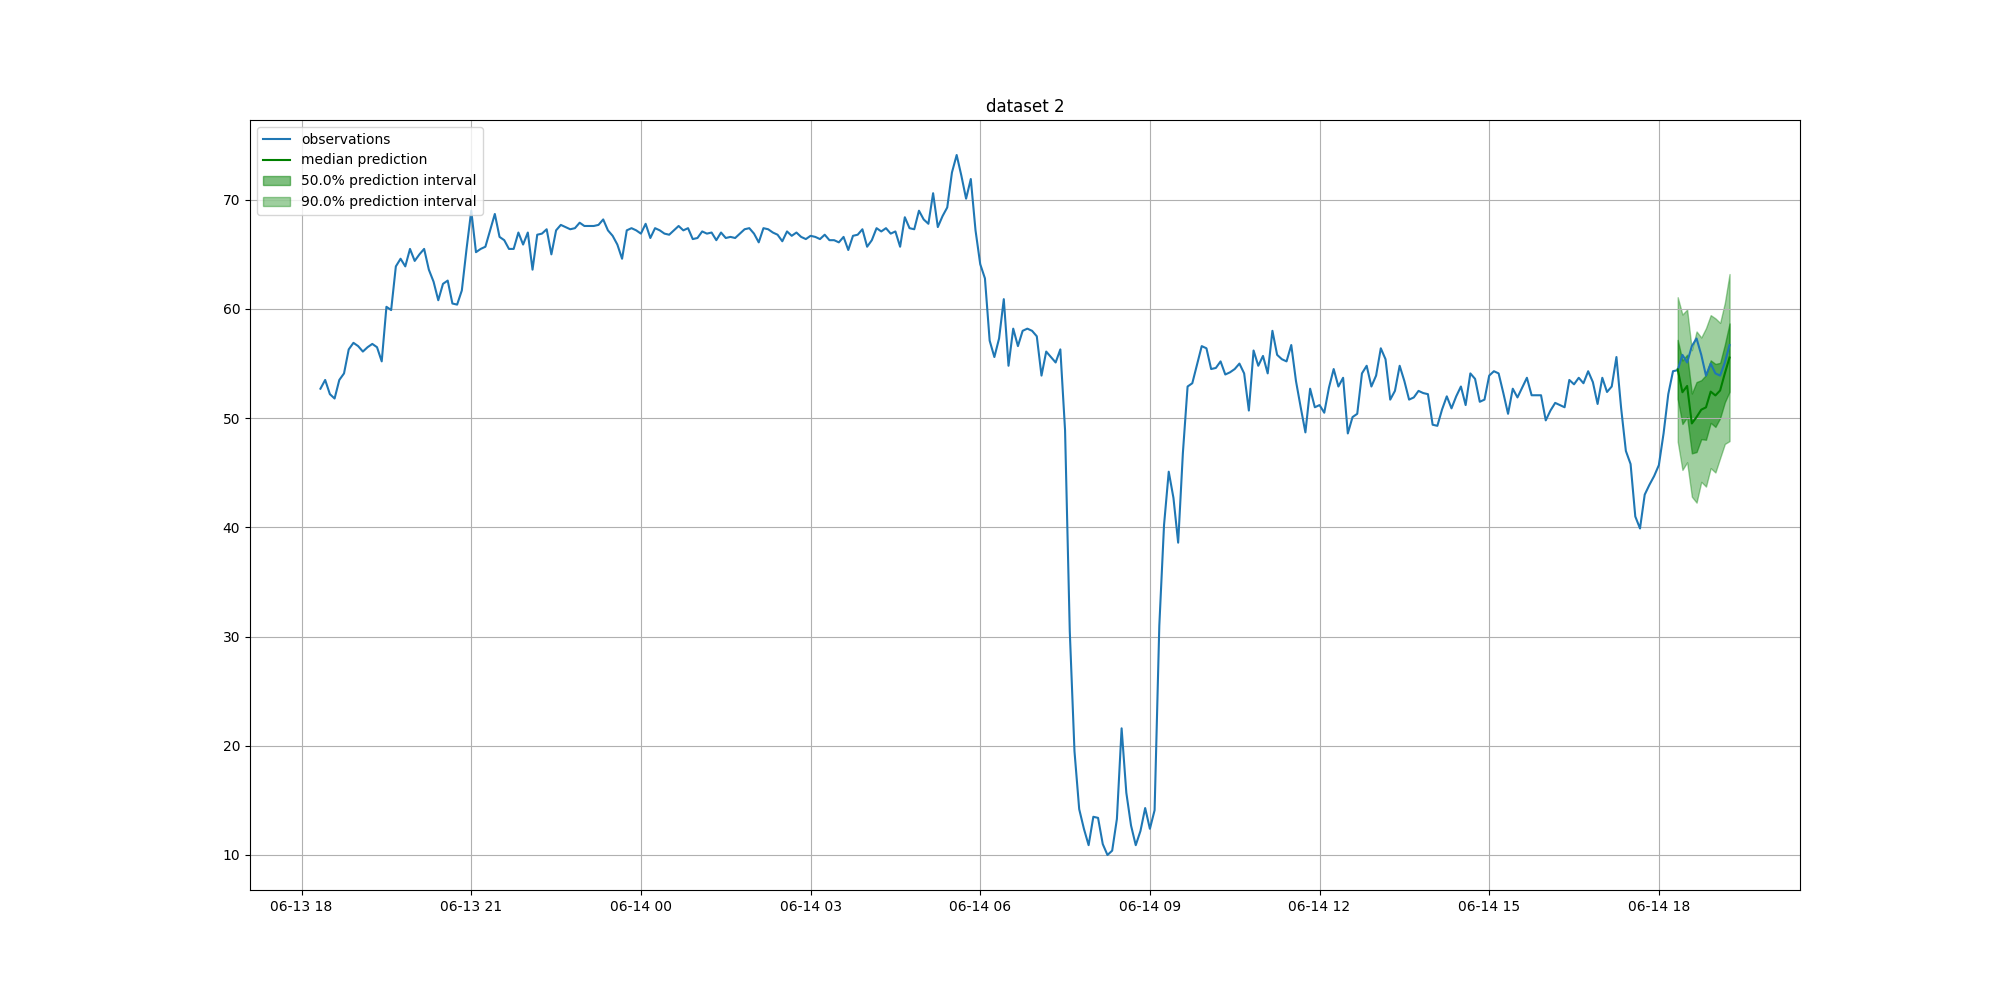 dataset 2
observations
median prediction
50.0% prediction interval
90.0% prediction interval
70
60
50
40
30
20
10
06-13 18 06-13 21 06-14 00 06-14 03 06-14 06 06-14 09 06-14 12 06-14 15 06-14 18